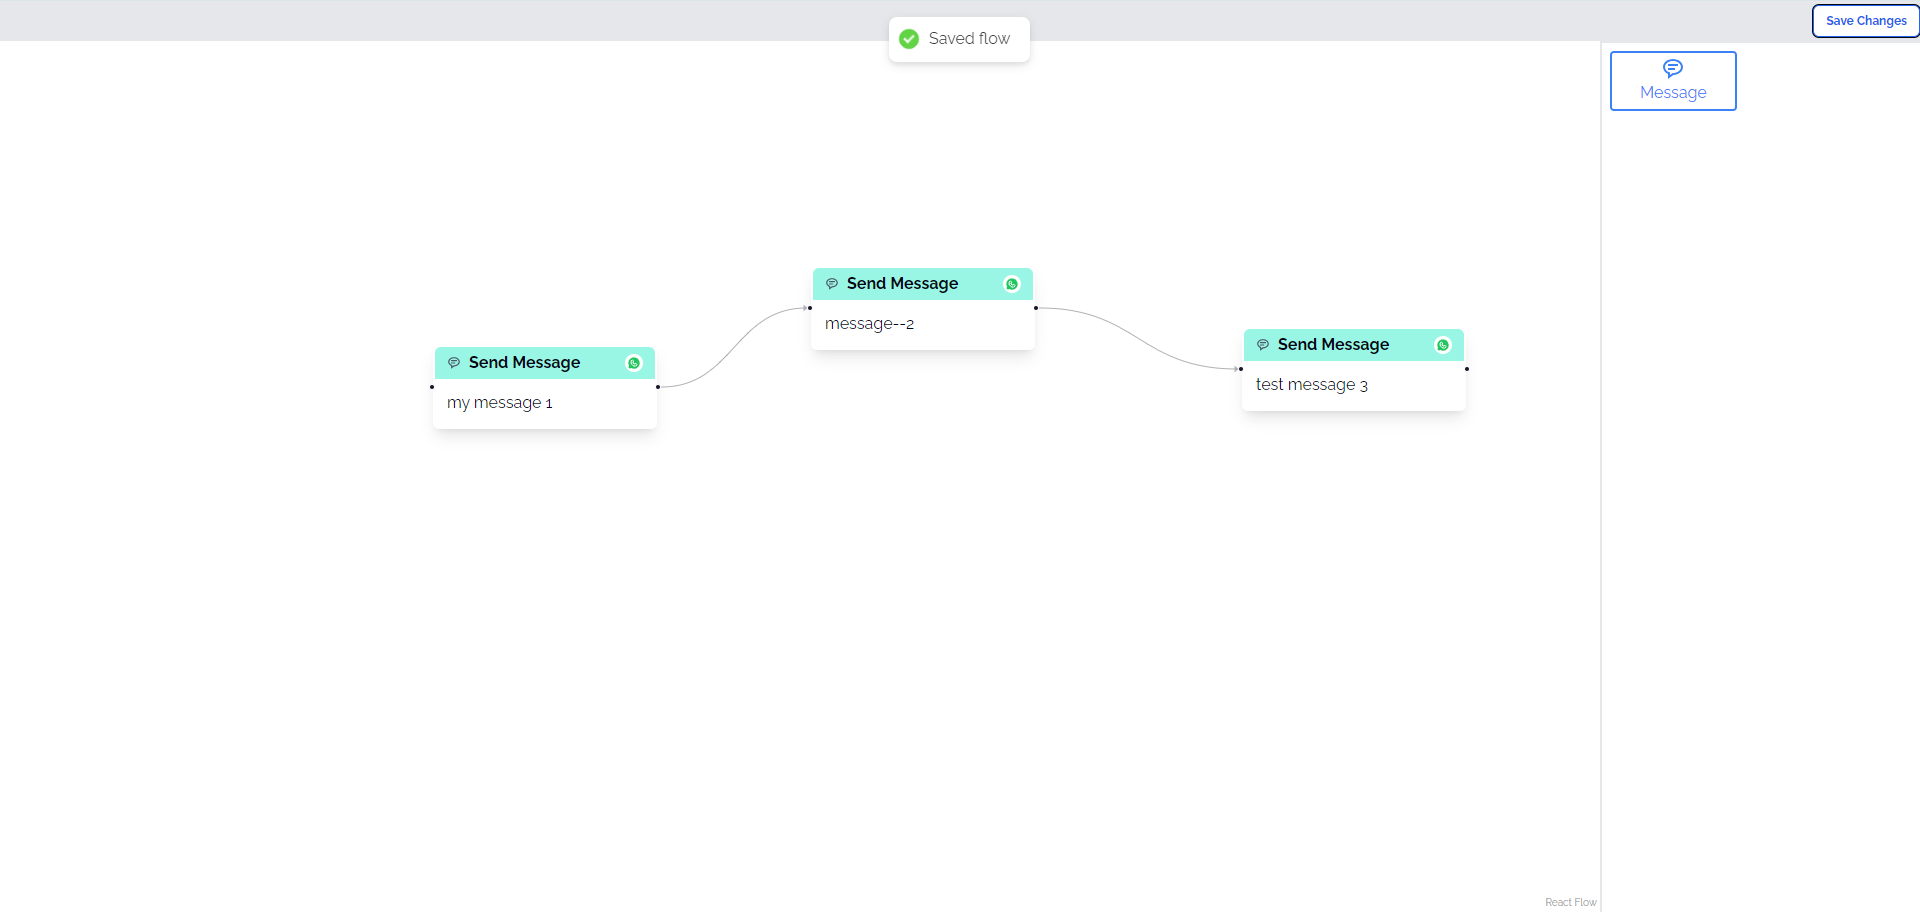 Saved flow
Save Changes
Message
Send Message
message--2
Send Message
test message 3
Send Message
my message 1
React Flow